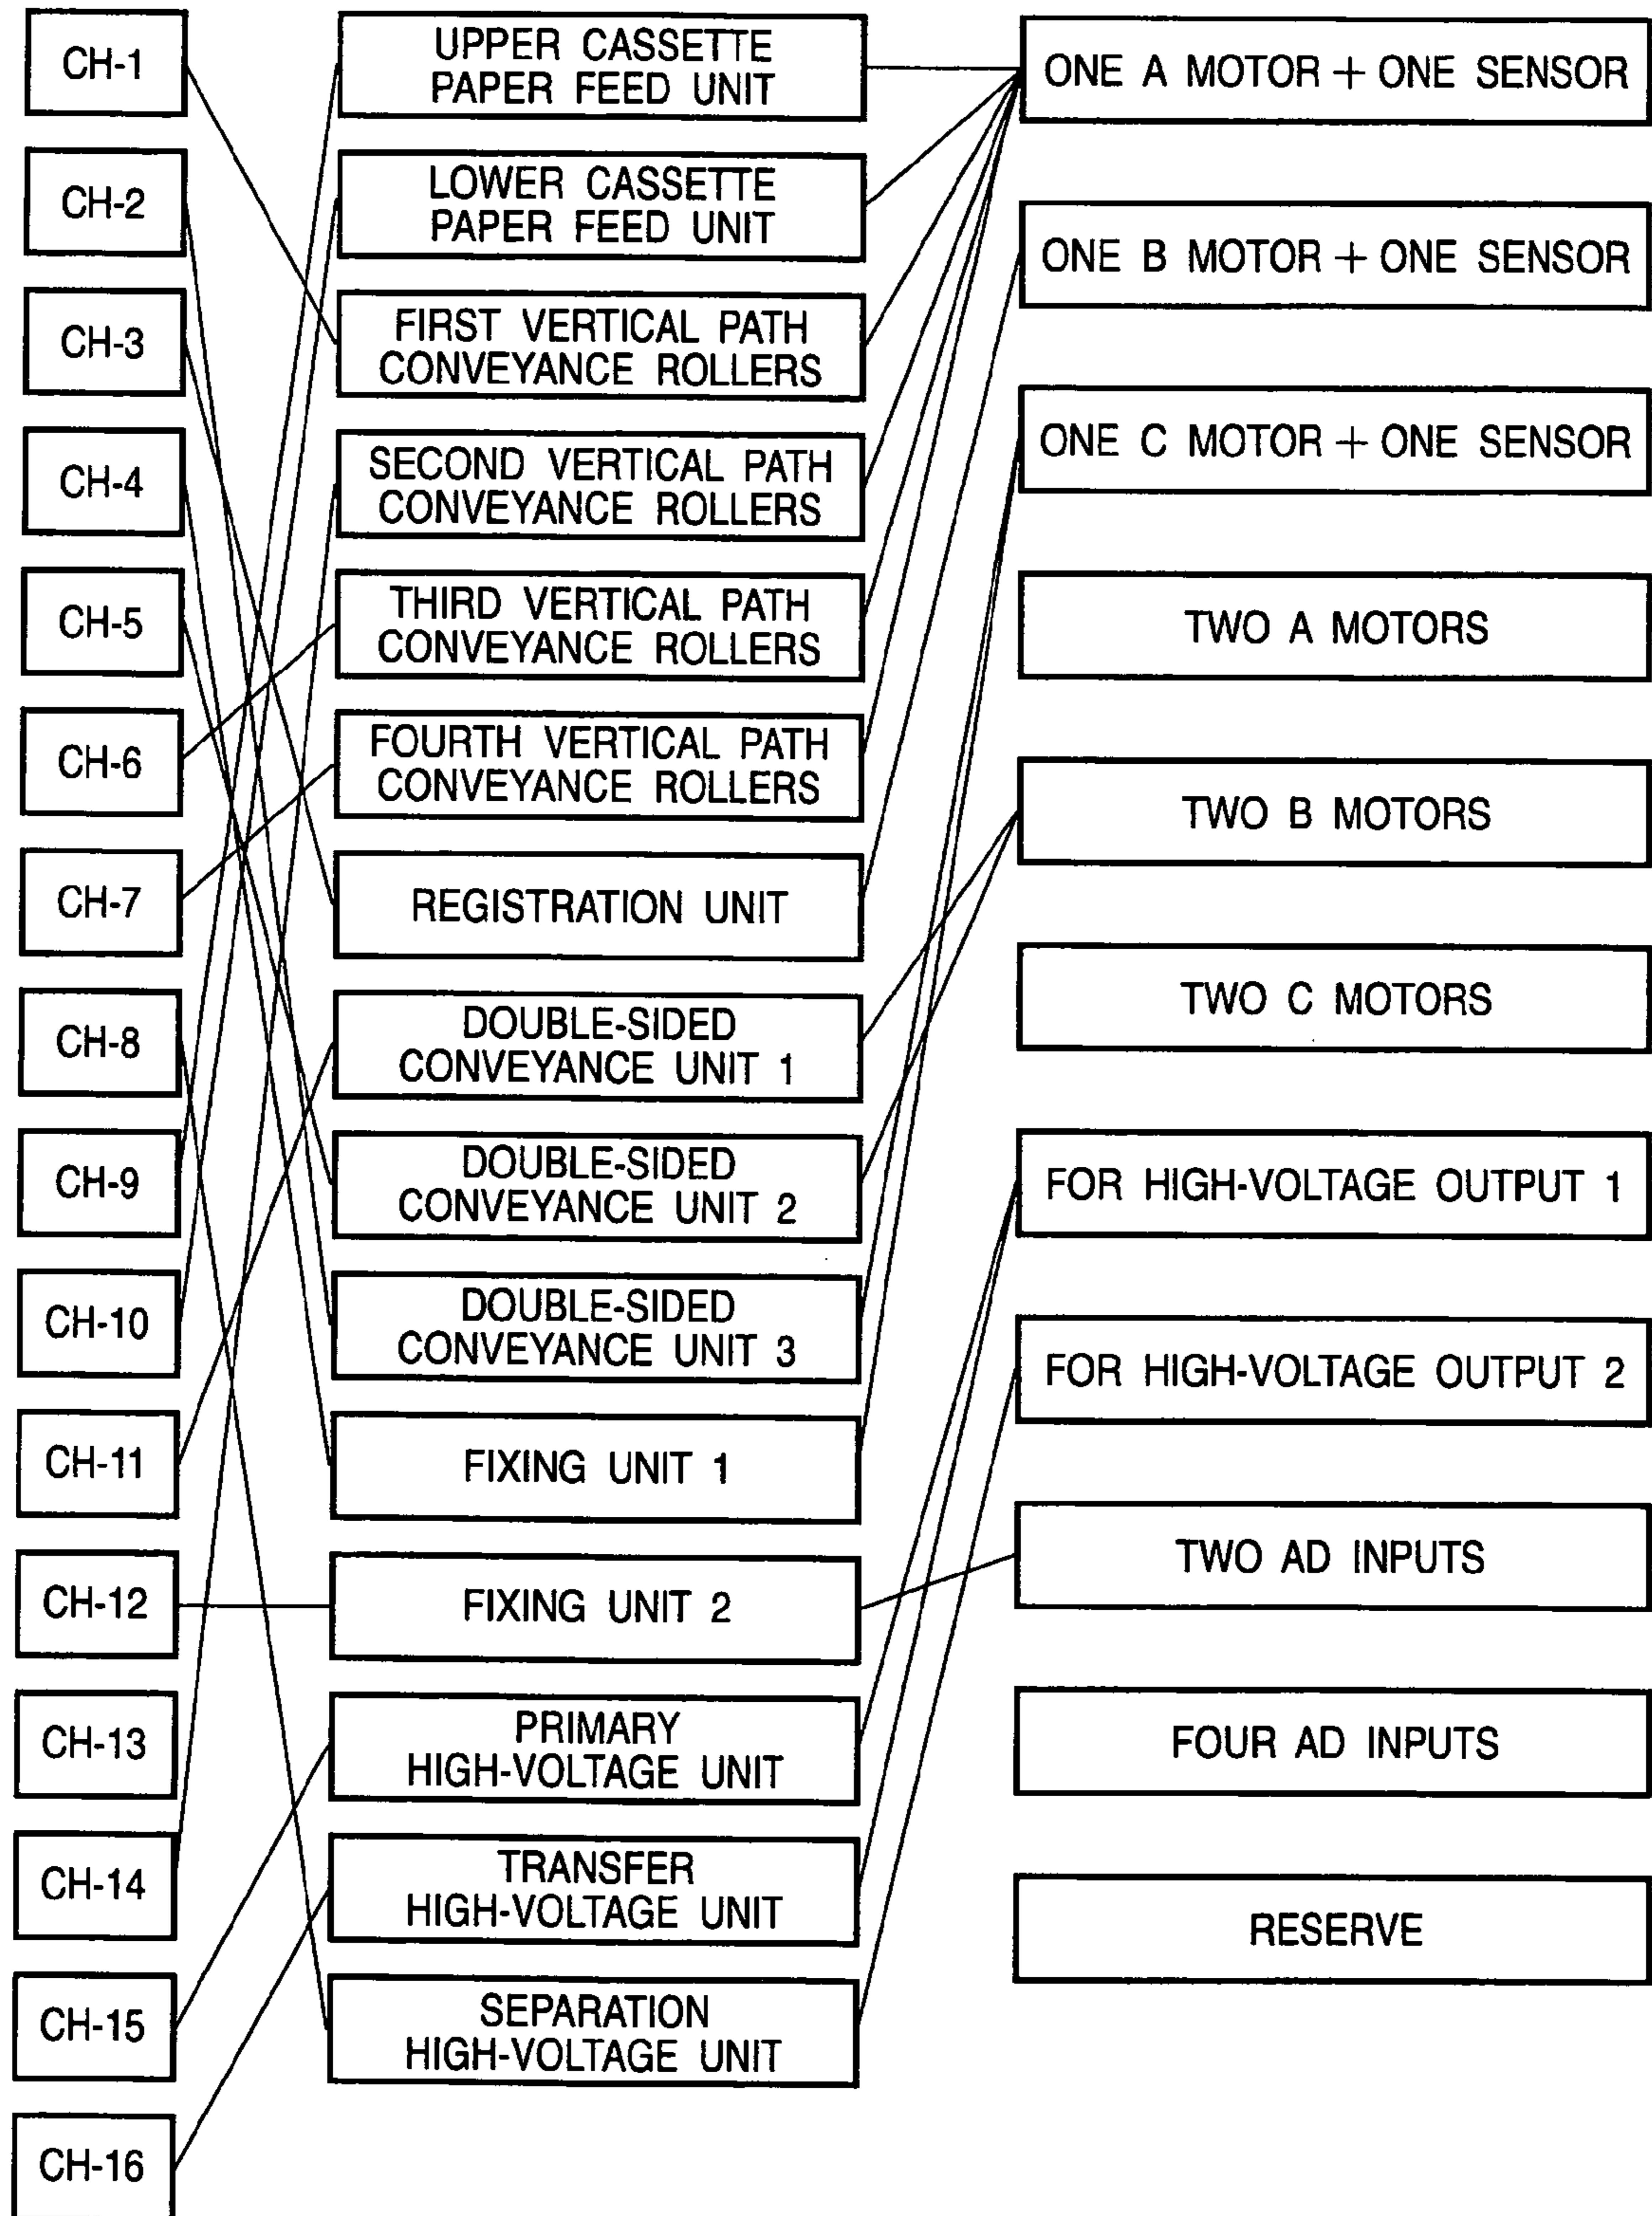 CH-1
CH-2
CH-3
CH-4
CH-5
CH-6
CH-7
CH-8
CH-9
CH-10
CH-11
CH-12
CH-13
CH-14
CH-15
CH-16
UPPER CASSETTE
PAPER FEED UNIT
LOWER CASSETTE
PAPER FEED UNIT
FIRST VERTICAL PATH
CONVEYANCE ROLLERS
SECOND VERTICAL PATH
CONVEYANCE ROLLERS
THIRD VERTICAL PATH
CONVEYANCE ROLLERS
FOURTH VERTICAL PATH
CONVEYANCE ROLLERS
REGISTRATION UNIT
DOUBLE-SIDED
CONVEYANCE UNIT 1
DOUBLE-SIDED
CONVEYANCE UNIT 2
DOUBLE-SIDED
CONVEYANCE UNIT 3
FIXING UNIT 1
FIXING UNIT 2
PRIMARY
HIGH-VOLTAGE UNIT
TRANSFER
HIGH-VOLTAGE UNIT
SEPARATION
HIGH-VOLTAGE UNIT
ONE A MOTOR + ONE SENSOR
ONE B MOTOR + ONE SENSOR
ONE C MOTOR + ONE SENSOR
TWO A MOTORS
TWO B MOTORS
TWO C MOTORS
FOR HIGH-VOLTAGE OUTPUT 1
FOR HIGH-VOLTAGE OUTPUT 2
TWO AD INPUTS
FOUR AD INPUTS
RESERVE